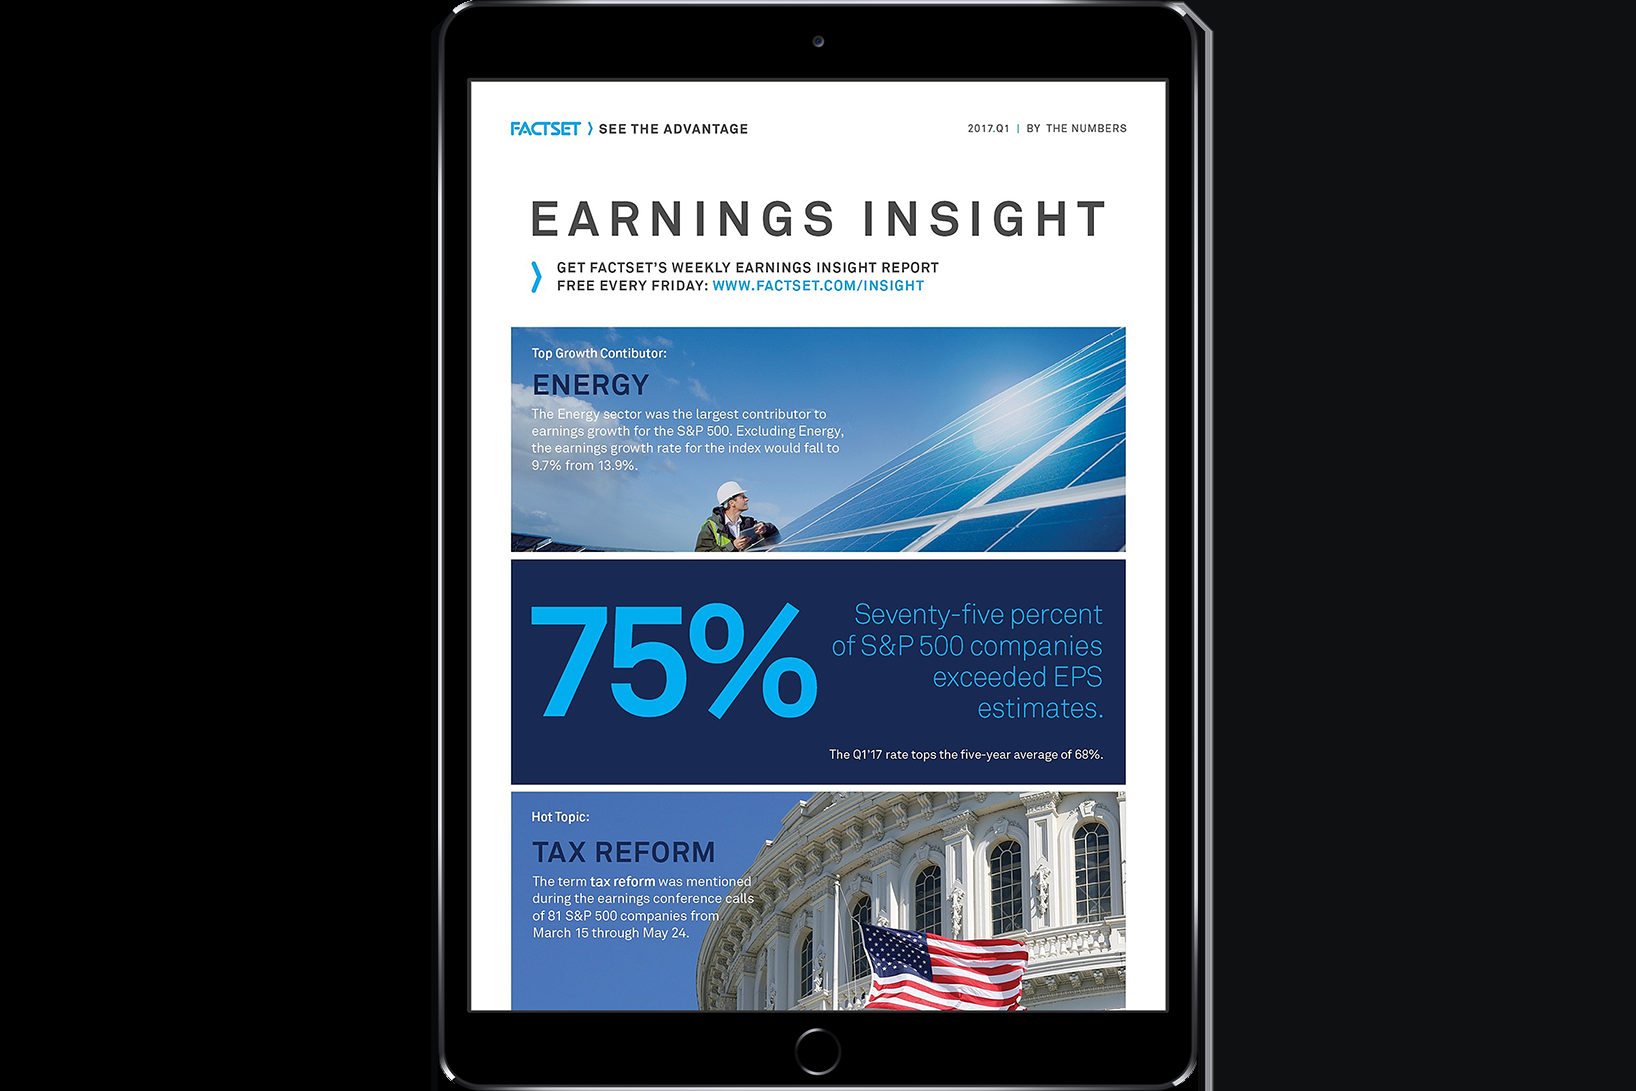 FACTSET > SEE THE ADVANTAGE
2017.Q1 | BY THE NUMBERS
EARNINGS INSIGHT
GET FACTSET'S WEEKLY EARNINGS INSIGHT REPORT
FREE EVERY FRIDAY: WWW.FACTSET.COM/INSIGHT
Top Growth Contibutor:
ENERGY
The Energy sector was the largest contributor to
earnings growth for the S&P 500. Excluding Energy,
the earnings growth rate for the index would fall to
9.7% from 13.9%.
75%
Seventy-five percent
of S&P 500 companies
exceeded EPS
estimates.
The Q1'17 rate tops the five-year average of 68%.
Hot Topic:
TAX REFORM
The term tax reform was mentioned
during the earnings conference calls
of 81 S&P 500 companies from
March 15 through May 24.